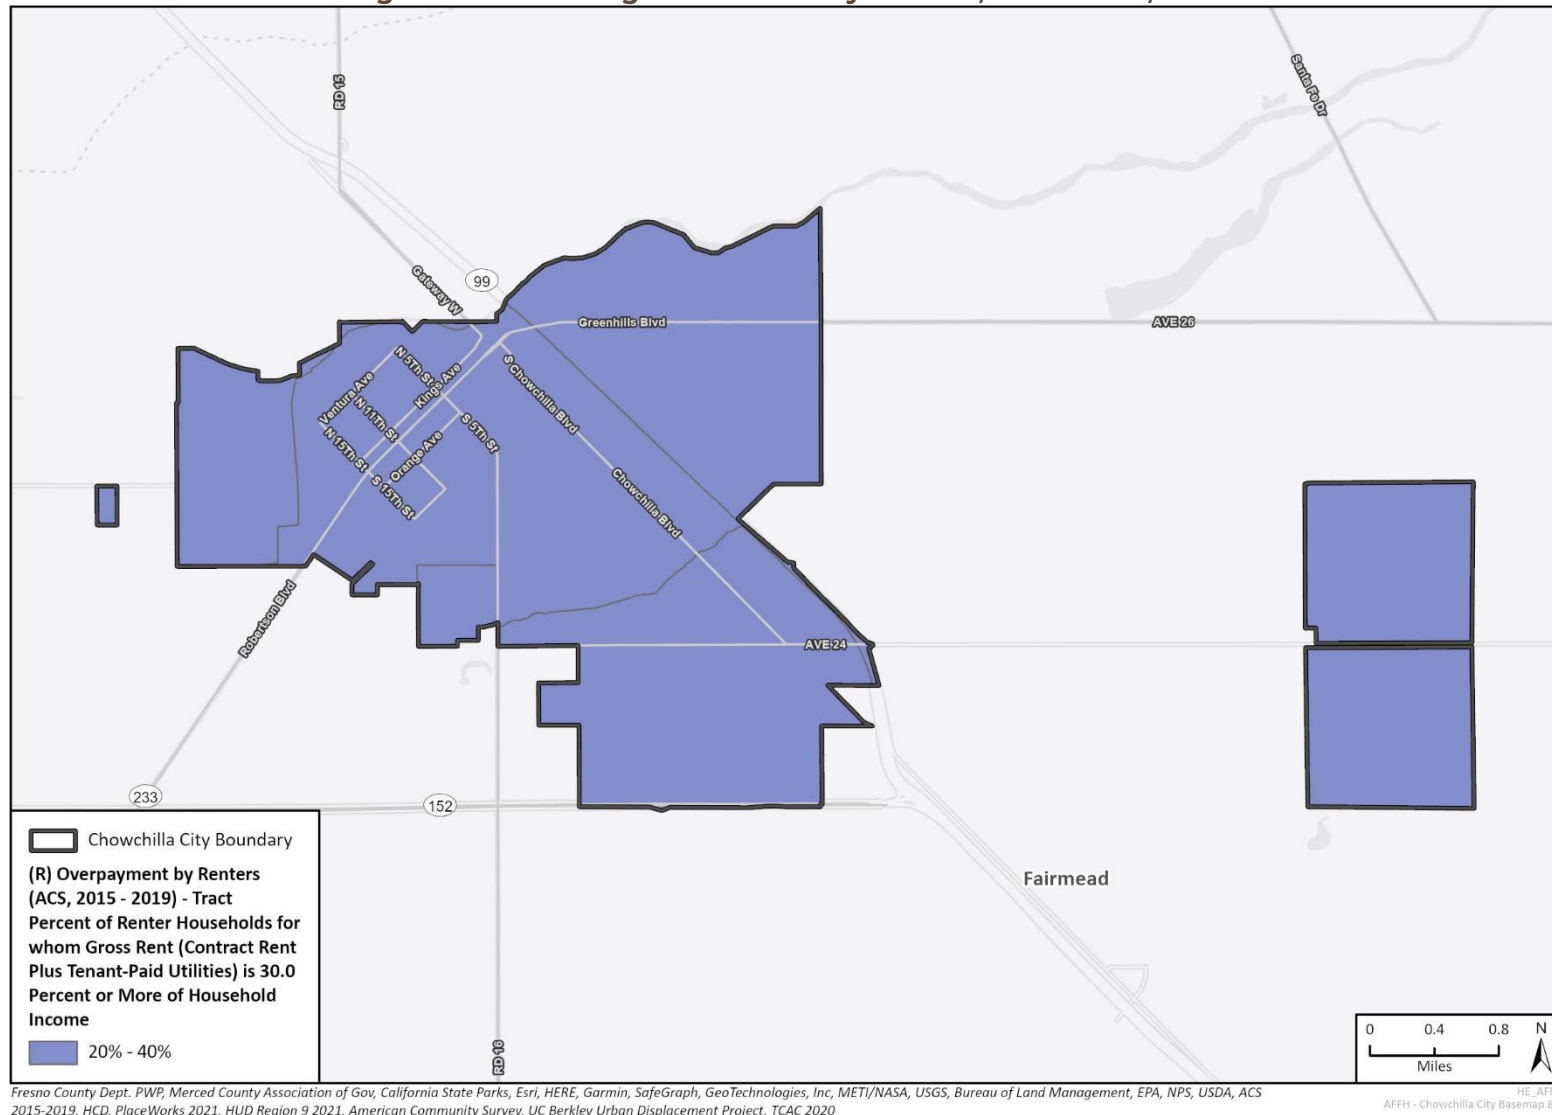 RD 15
Santa Fe Dr
Gateway W
99
Greenhills Blvd
AVE 26
N 5Th St
Kings Ave
Ventura Ave
N 11Th St
S Chowchilla Blvd
N 15Th St
Orange Ave
S 5Th St
S 15Th St
Chowchilla Blvd
Robertson Blvd
AVE 24
233
152
Fairmead
RD 16
Chowchilla City Boundary
(R) Overpayment by Renters
(ACS, 2015 - 2019) - Tract
Percent of Renter Households for
whom Gross Rent (Contract Rent
Plus Tenant-Paid Utilities) is 30.0
Percent or More of Household
Income
20% - 40%
0 0.4 0.8 N
Miles
Fresno County Dept. PWP, Merced County Association of Gov, California State Parks, Esri, HERE, Garmin, SafeGraph, GeoTechnologies, Inc, METI/NASA, USGS, Bureau of Land Management, EPA, NPS, USDA, ACS
2015-2019, HCD, PlaceWorks 2021, HUD Region 9 2021, American Community Survey, UC Berkley Urban Displacement Project, TCAC 2020
HE_AF
AFFH - Chowchilla City Basemap